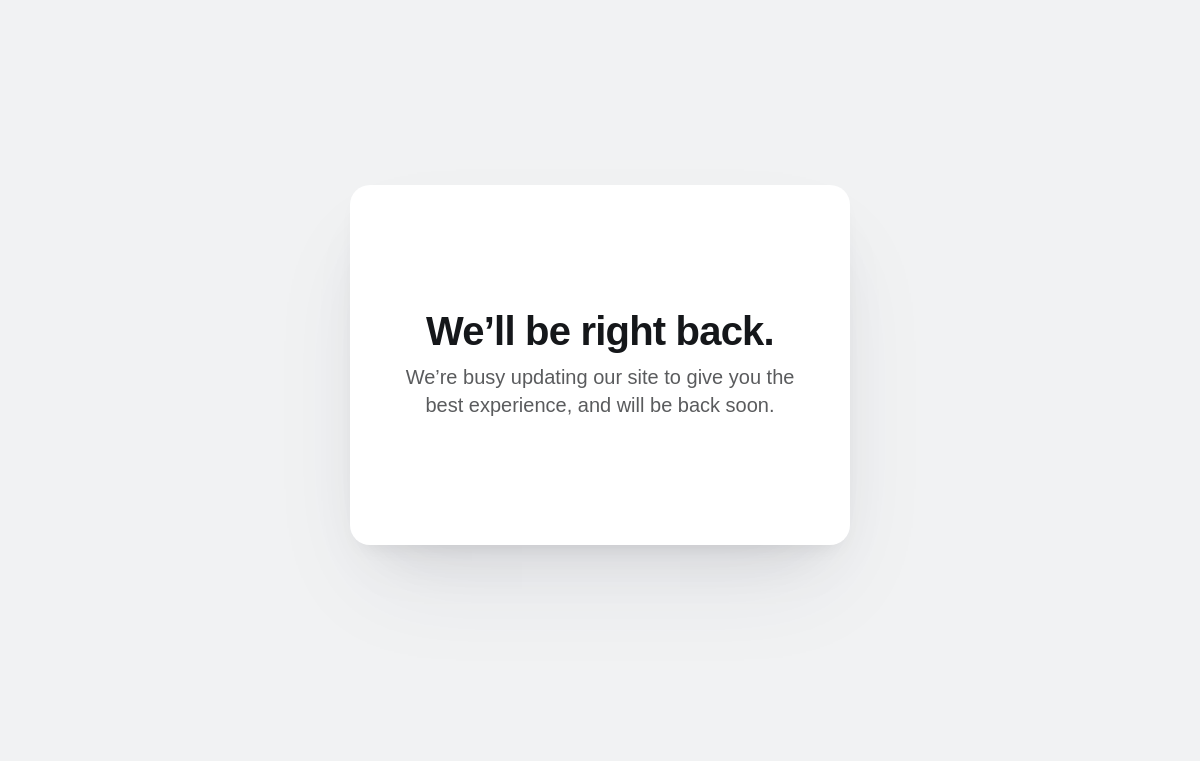 We’ll be right back.
We’re busy updating our site to give you the
best experience, and will be back soon.